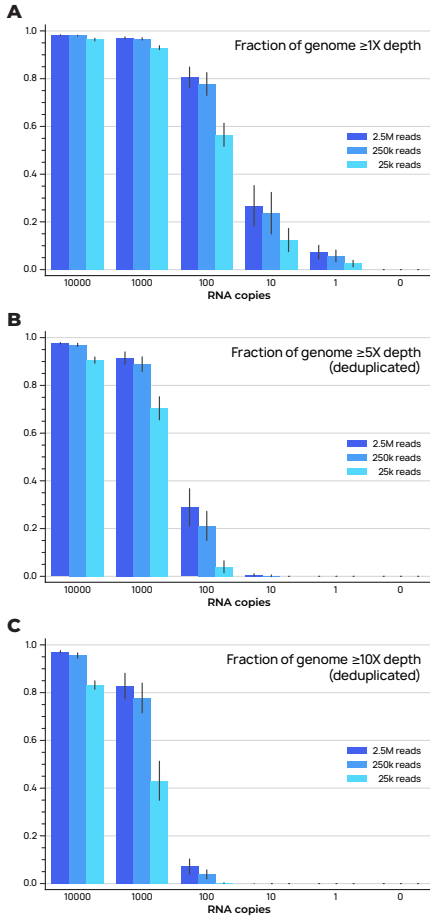 A
Fraction of genome ≥1X depth
1.0
0.8
0.6
0.4
0.2
0.0
2.5M reads
250k reads
25k reads
10000 1000 100 10 1 0
RNA copies
B
Fraction of genome ≥5X depth
(deduplicated)
1.0
0.8
0.6
0.4
0.2
0.0
2.5M reads
250k reads
25k reads
10000 1000 100 10 1 0
RNA copies
C
Fraction of genome ≥10X depth
(deduplicated)
1.0
0.8
0.6
0.4
0.2
0.0
2.5M reads
250k reads
25k reads
10000 1000 100 10 1 0
RNA copies